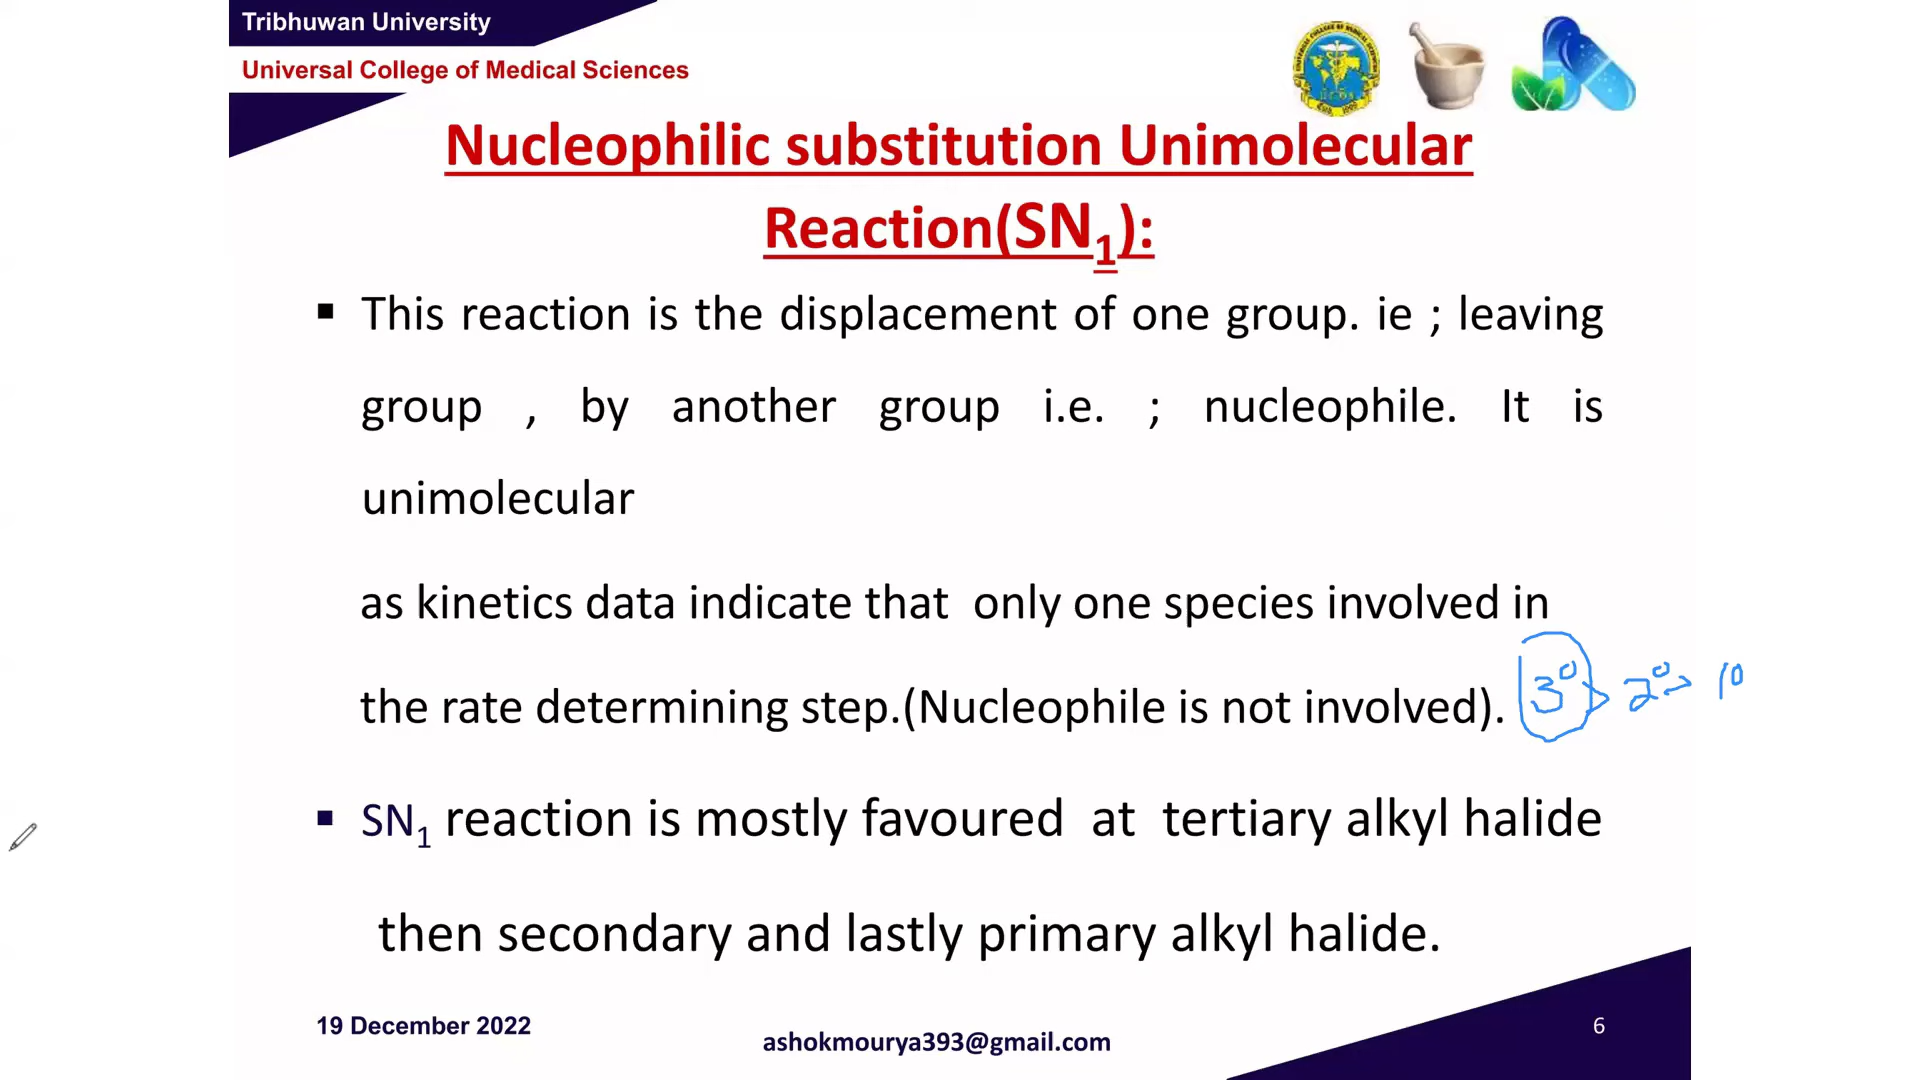 Tribhuwan University
Universal College of Medical Sciences
Nucleophilic substitution Unimolecular
Reaction(SN1):
▪ This reaction is the displacement of one group. ie ; leaving
group , by another group i.e. ; nucleophile. It is
unimolecular
as kinetics data indicate that only one species involved in
the rate determining step.(Nucleophile is not involved).
3° > 2° > 1°
▪ SN1 reaction is mostly favoured at tertiary alkyl halide
then secondary and lastly primary alkyl halide.
19 December 2022
ashokmourya393@gmail.com
6